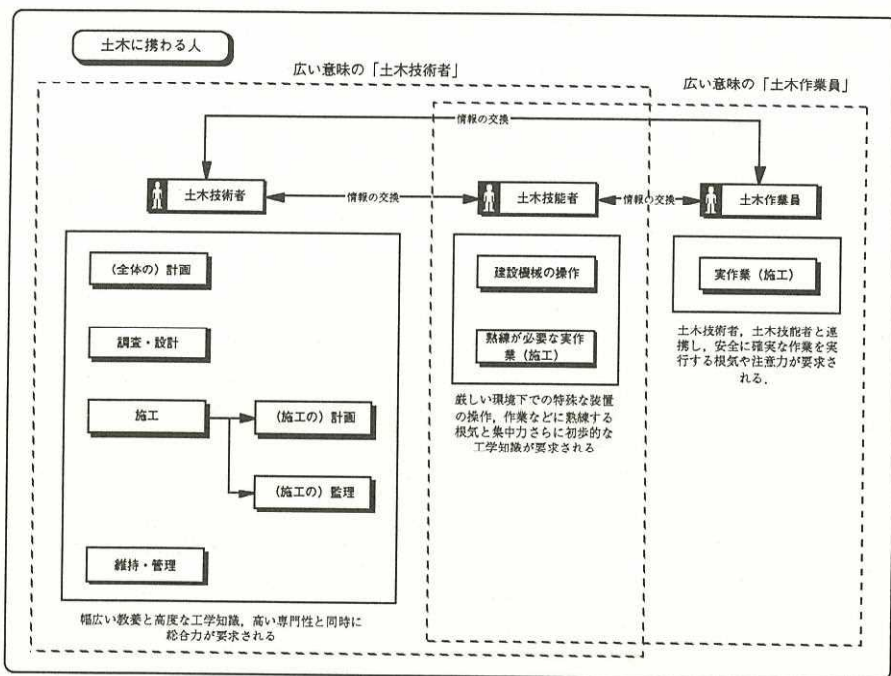 土木に携わる人
広い意味の「土木技術者」
広い意味の「土木作業員」
情報の交換
土木技術者
情報の交換
土木技能者
情報の交換
土木作業員
(全体の)計画
調査・設計
施工
(施工の)計画
(施工の)監理
維持・管理
幅広い教養と高度な工学知識,高い専門性と同時に
総合力が要求される
建設機械の操作
熟練が必要な実作
業(施工)
厳しい環境下での特殊な装置
の操作,作業などに熟練する
根気と集中力さらに初歩的な
工学知識が要求される
実作業(施工)
土木技術者,土木技能者と連
携し,安全に確実な作業を実
行する根気や注意力が要求さ
れる.